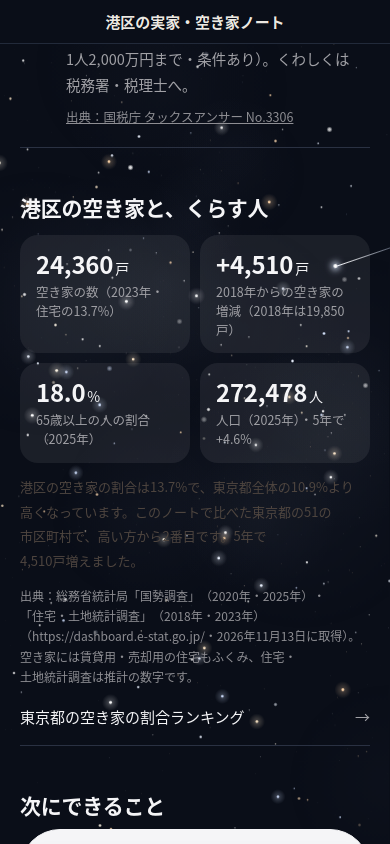 港区の実家・空き家ノート
1人2,000万円まで・条件あり）。くわしくは
税務署・税理士へ。
出典：国税庁 タックスアンサー No.3306
港区の空き家と、くらす人
24,360戸
空き家の数（2023年・
住宅の13.7%）
+4,510戸
2018年からの空き家の
増減（2018年は19,850
戸）
18.0%
65歳以上の人の割合
（2025年）
272,478人
人口（2025年）・5年で
+4.6%
港区の空き家の割合は13.7%で、東京都全体の10.9%より
高くなっています。このノートで比べた東京都の51の
市区町村で、高い方から2番目です。5年で
4,510戸増えました。
出典：総務省統計局「国勢調査」（2020年・2025年）・
「住宅・土地統計調査」（2018年・2023年）
（https://dashboard.e-stat.go.jp/・2026年11月13日に取得）。
空き家には賃貸用・売却用の住宅もふくみ、住宅・
土地統計調査は推計の数字です。
東京都の空き家の割合ランキング →
次にできること